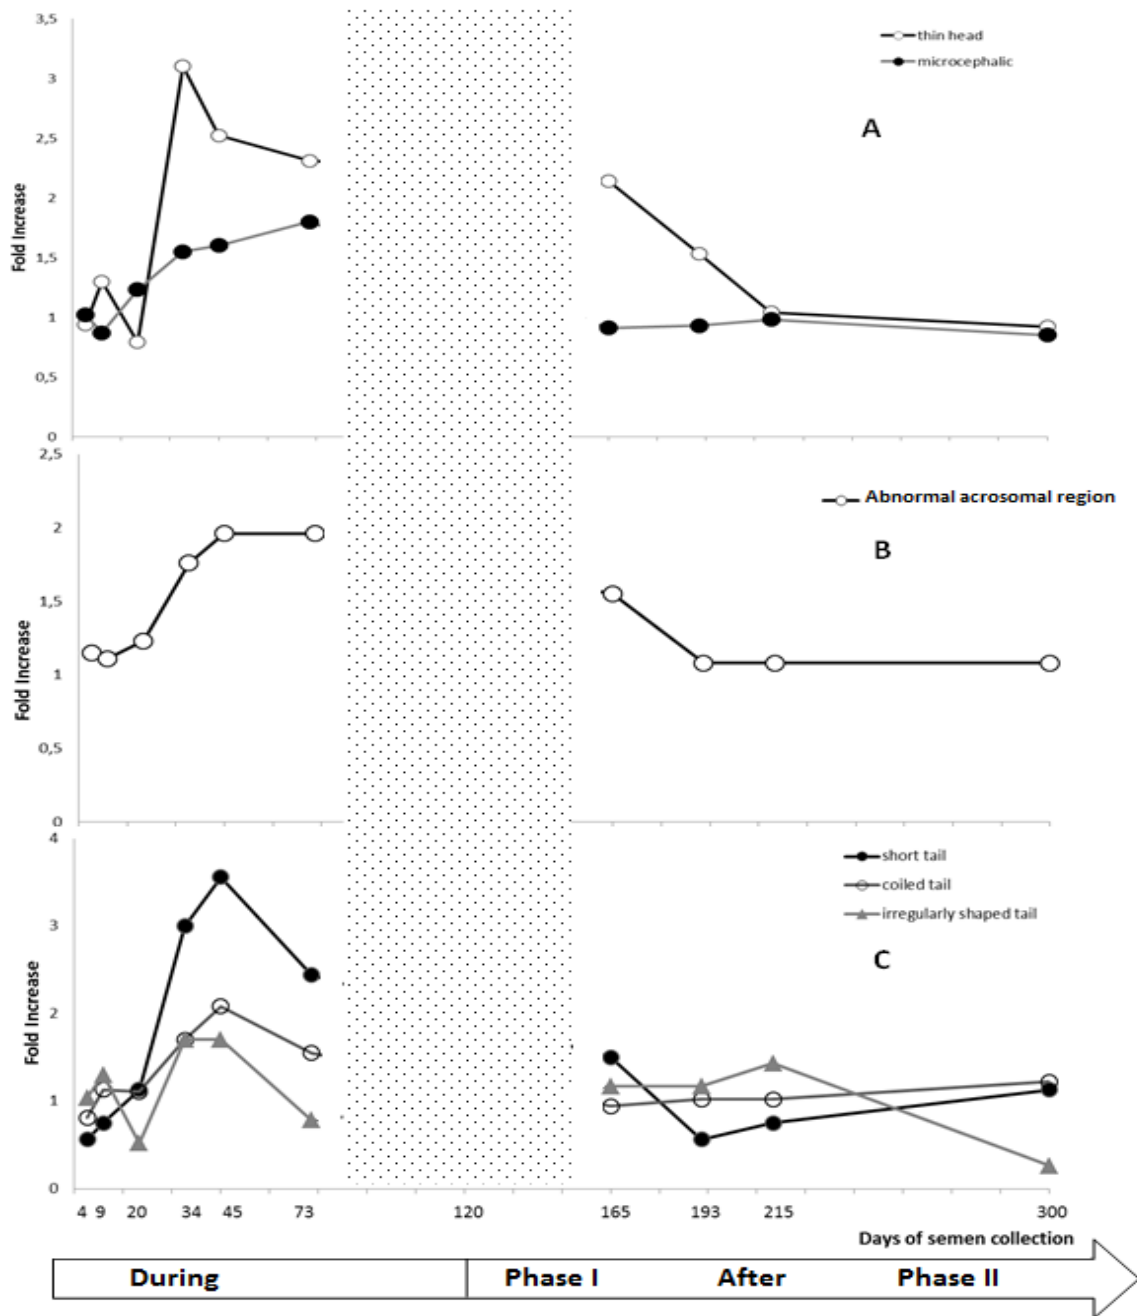 3,5
3
2,5
2
1,5
1
0,5
0
Fold Increase
thin head
microcephalic
A
2,5
2
1,5
1
0,5
0
Fold Increase
Abnormal acrosomal region
B
4
3
2
1
0
Fold Increase
short tail
coiled tail
irregularly shaped tail
C
4 9 20 34 45 73 120 165 193 215 300
Days of semen collection
During Phase I After Phase II